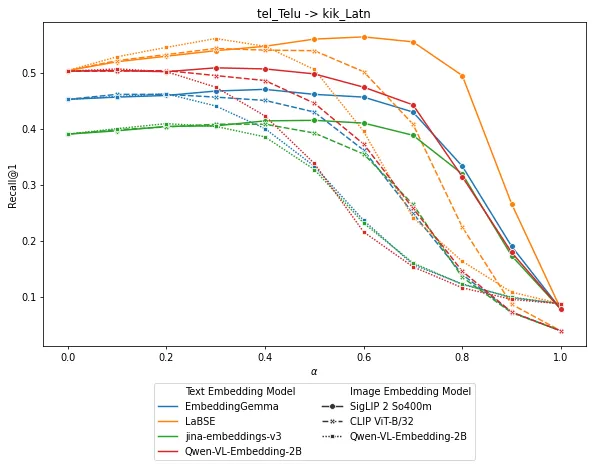 tel_Telu -> kik_Latn
Recall@1
0.5
0.4
0.3
0.2
0.1
0.0 0.2 0.4 0.6 0.8 1.0
α
Text Embedding Model Image Embedding Model
EmbeddingGemma SigLIP 2 So400m
LaBSE CLIP ViT-B/32
jina-embeddings-v3 Qwen-VL-Embedding-2B
Qwen-VL-Embedding-2B